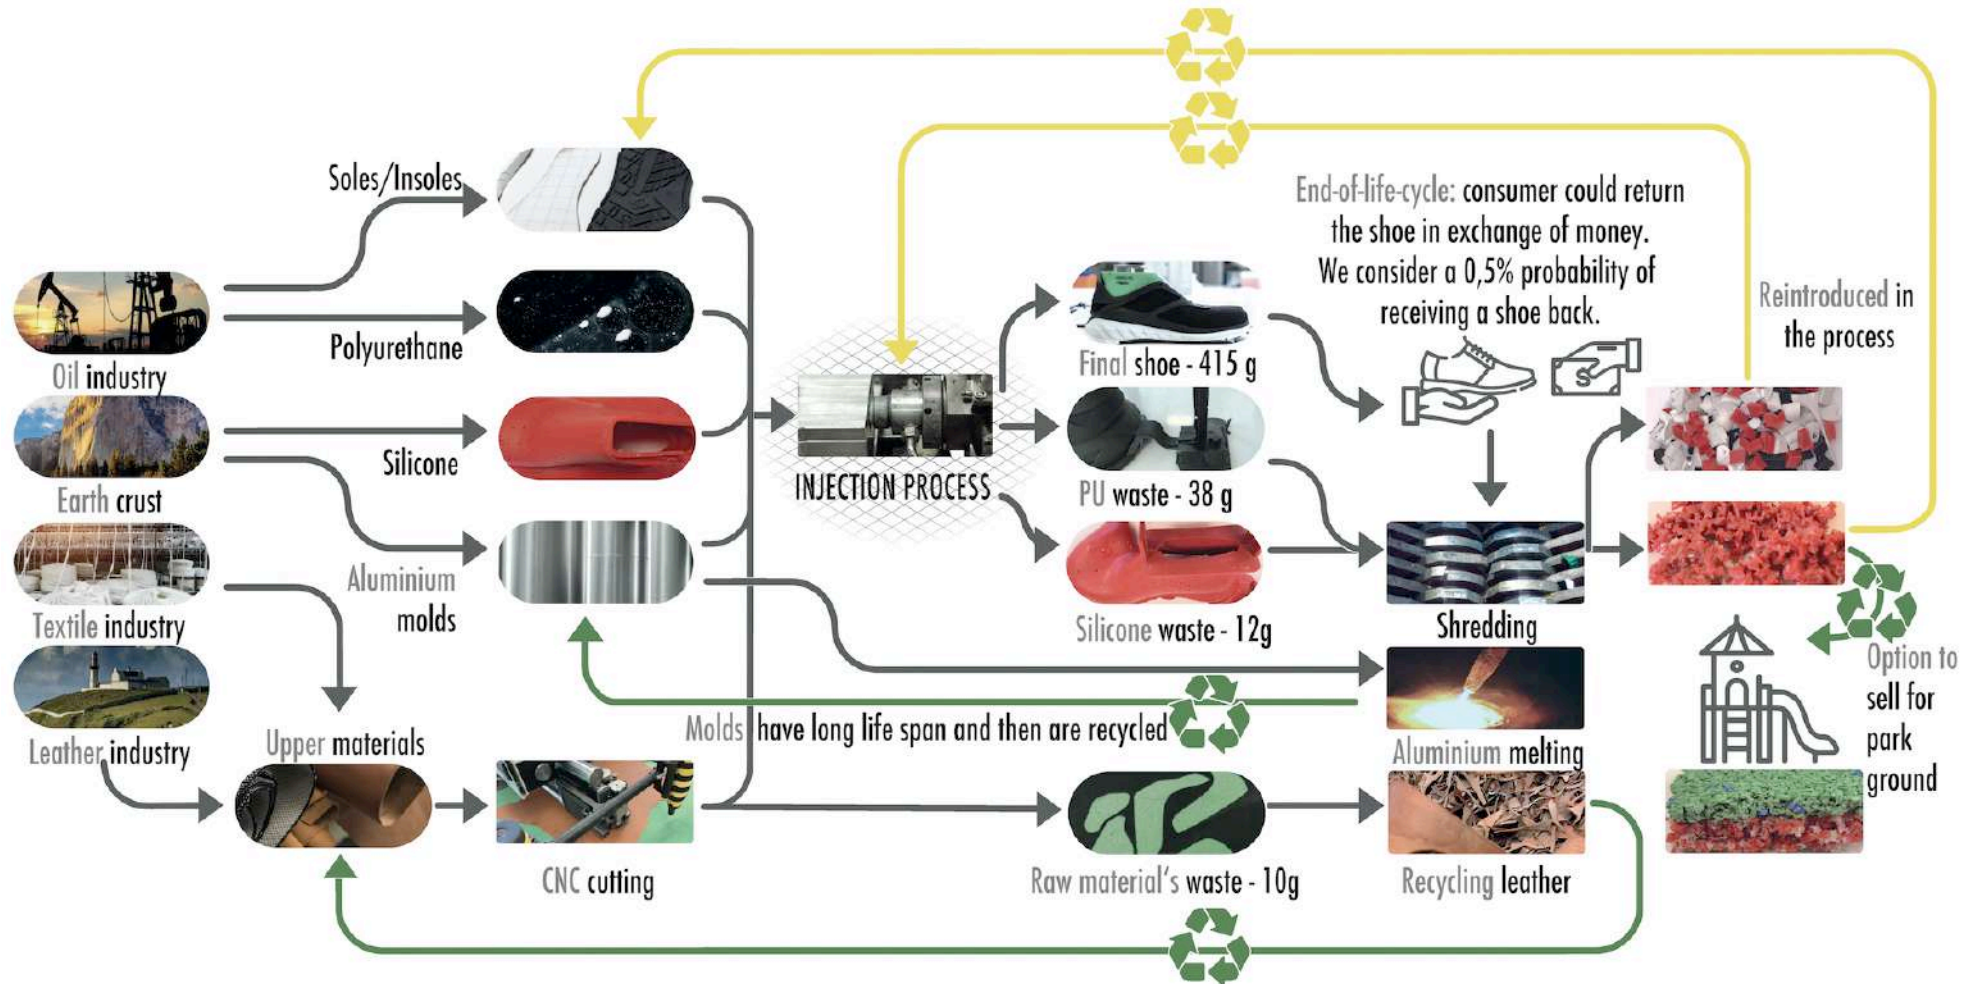 Soles/Insoles
Polyurethane
Silicone
Aluminium
molds
Oil industry
Earth crust
Textile industry
Leather industry
Upper materials
CNC cutting
INJECTION PROCESS
Final shoe - 415 g
PU waste - 38 g
Silicone waste - 12g
Molds have long life span and then are recycled
Raw material's waste - 10g
End-of-life-cycle: consumer could return
the shoe in exchange of money.
We consider a 0,5% probability of
receiving a shoe back.
$
Shredding
Aluminium melting
Recycling leather
Reintroduced in
the process
Option to
sell for
park
ground